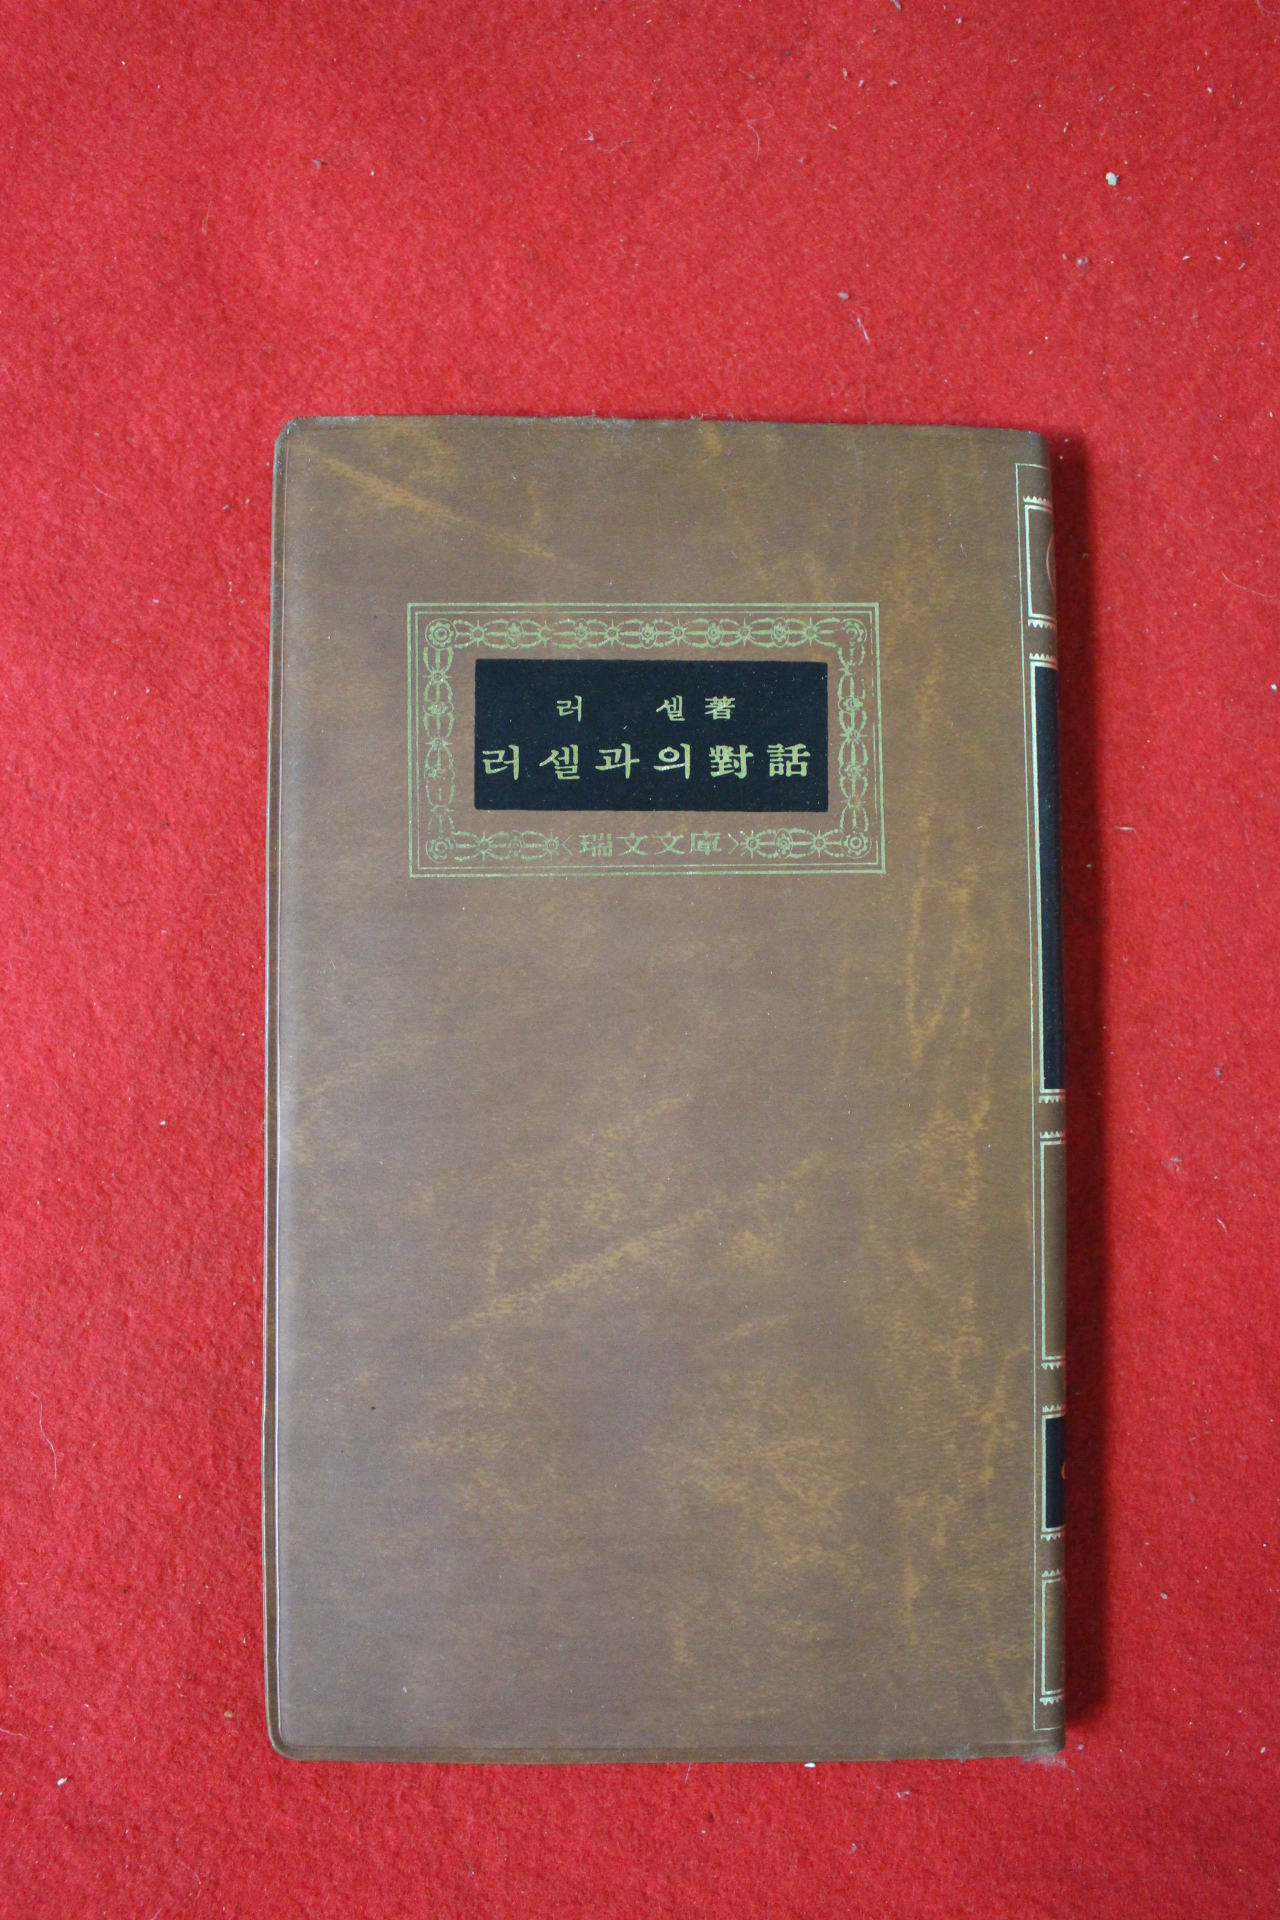 러 셀 著
러셀과의 對話
〈瑞文文庫〉